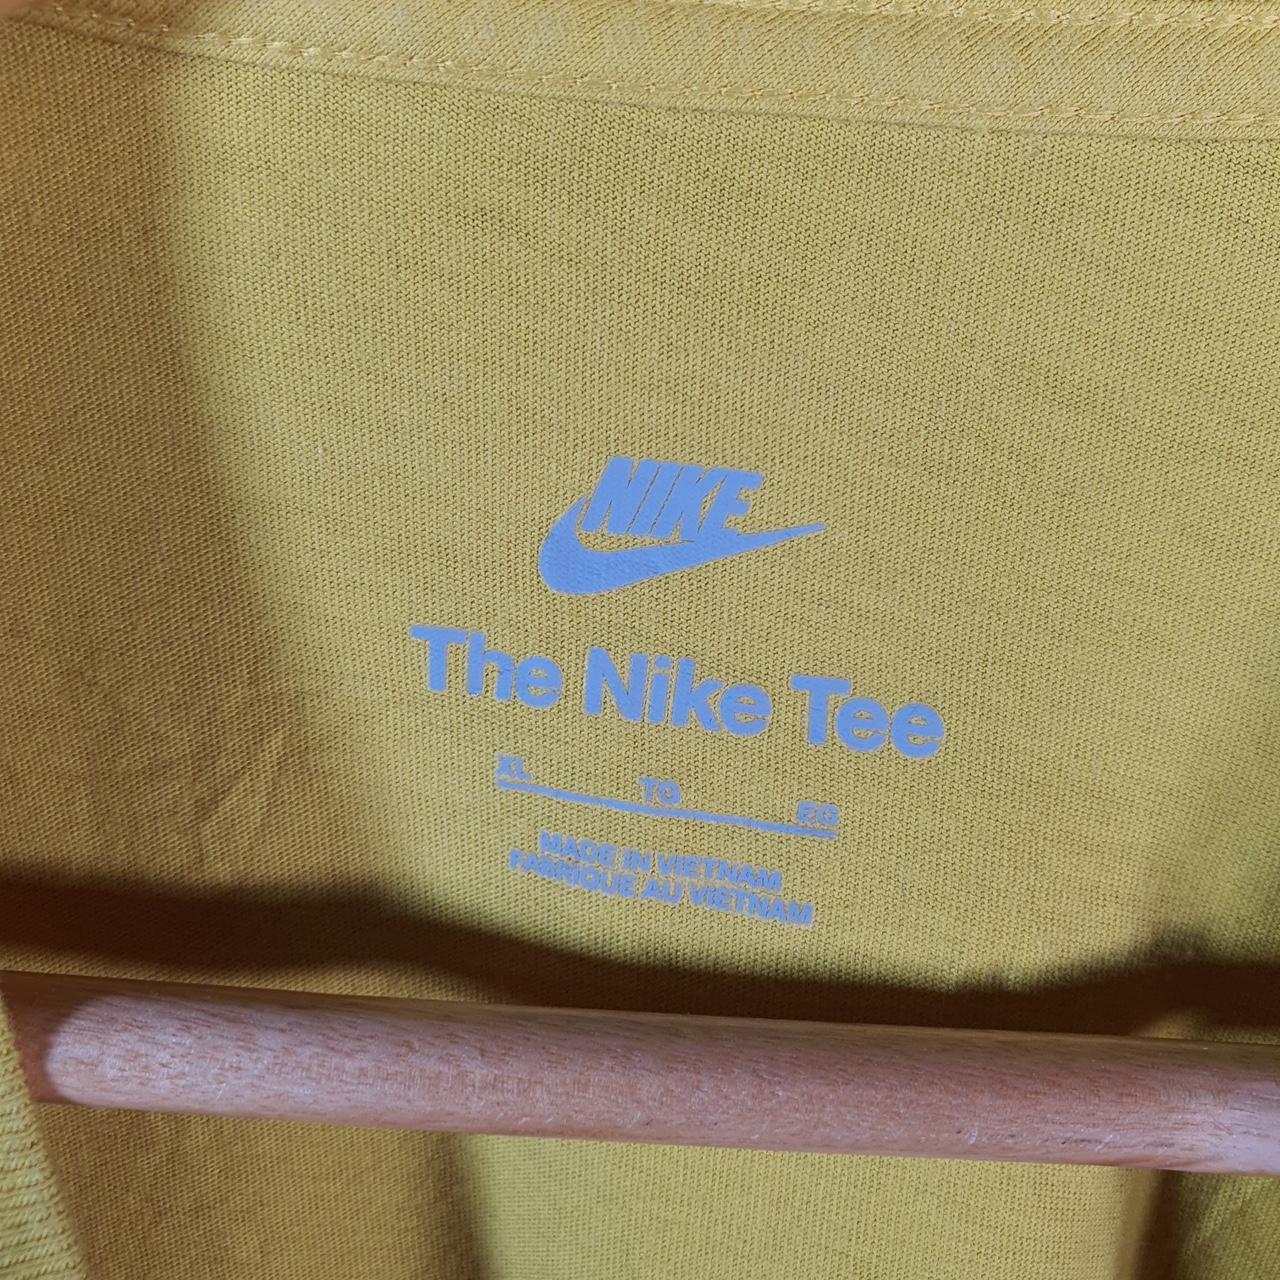 NIKE
The Nike Tee
XL TG EG
MADE IN VIETNAM
FABRIQUE AU VIETNAM